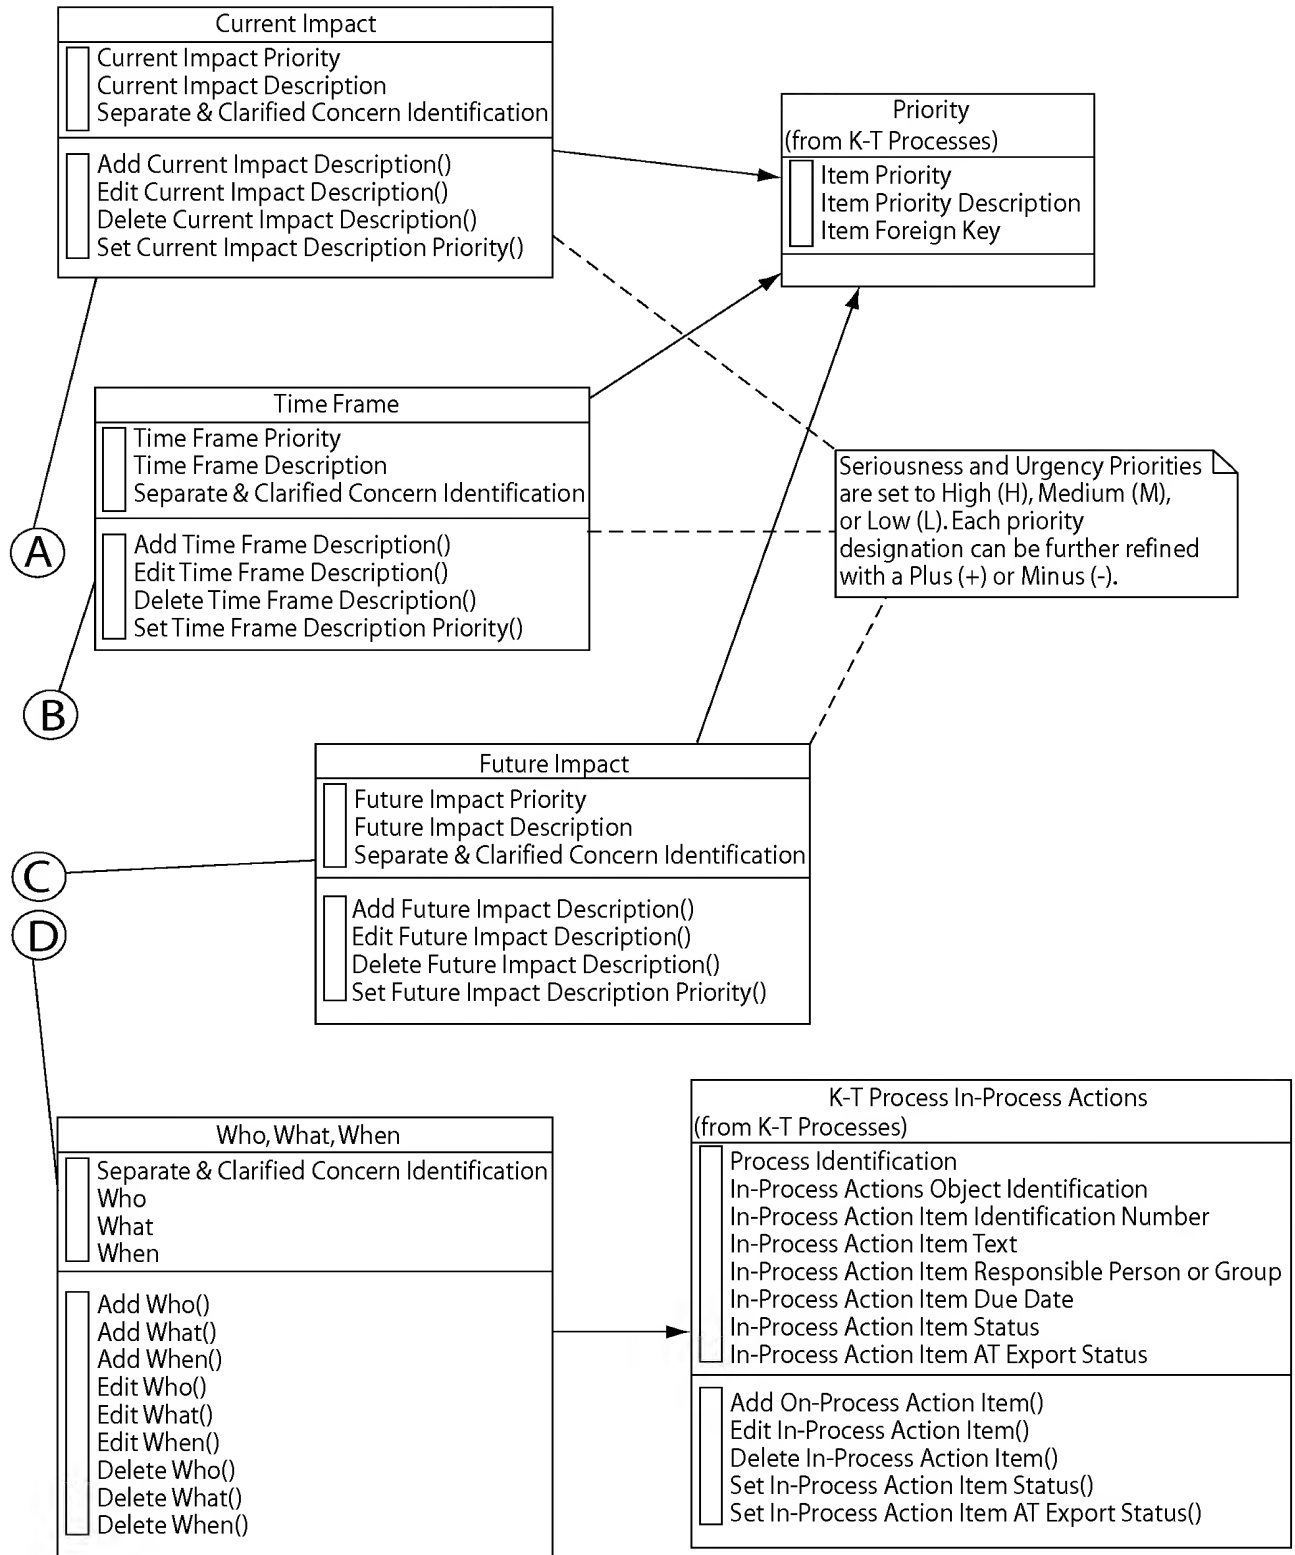 Current Impact
Current Impact Priority
Current Impact Description
Separate & Clarified Concern Identification
Add Current Impact Description()
Edit Current Impact Description()
Delete Current Impact Description()
Set Current Impact Description Priority()
Priority
(from K-T Processes)
Item Priority
Item Priority Description
Item Foreign Key
Time Frame
Time Frame Priority
Time Frame Description
Separate & Clarified Concern Identification
Add Time Frame Description()
Edit Time Frame Description()
Delete Time Frame Description()
Set Time Frame Description Priority()
Seriousness and Urgency Priorities
are set to High (H), Medium (M),
or Low (L). Each priority
designation can be further refined
with a Plus (+) or Minus (-).
A
B
Future Impact
Future Impact Priority
Future Impact Description
Separate & Clarified Concern Identification
Add Future Impact Description()
Edit Future Impact Description()
Delete Future Impact Description()
Set Future Impact Description Priority()
C
D
Who, What, When
Separate & Clarified Concern Identification
Who
What
When
Add Who()
Add What()
Add When()
Edit Who()
Edit What()
Edit When()
Delete Who()
Delete What()
Delete When()
K-T Process In-Process Actions
(from K-T Processes)
Process Identification
In-Process Actions Object Identification
In-Process Action Item Identification Number
In-Process Action Item Text
In-Process Action Item Responsible Person or Group
In-Process Action Item Due Date
In-Process Action Item Status
In-Process Action Item AT Export Status
Add On-Process Action Item()
Edit In-Process Action Item()
Delete In-Process Action Item()
Set In-Process Action Item Status()
Set In-Process Action Item AT Export Status()